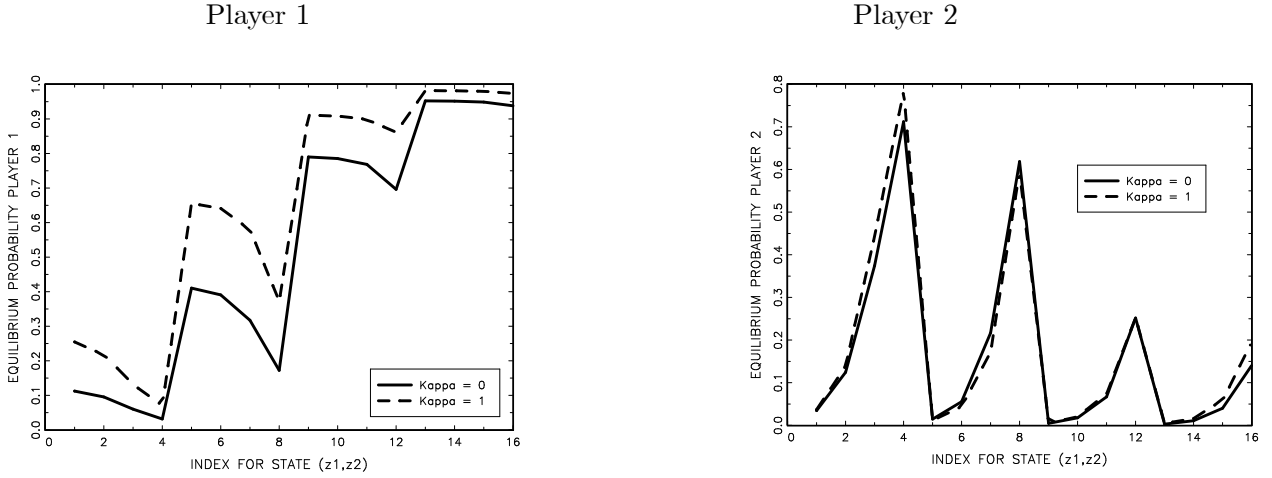 Player 1
EQUILIBRIUM PROBABILITY PLAYER 1
1.0
0.9
0.8
0.7
0.6
0.5
0.4
0.3
0.2
0.1
0.0
Kappa = 0
Kappa = 1
0 2 4 6 8 10 12 14 16
INDEX FOR STATE (z1,z2)
Player 2
EQUILIBRIUM PROBABILITY PLAYER 2
0.8
0.7
0.6
0.5
0.4
0.3
0.2
0.1
0.0
Kappa = 0
Kappa = 1
0 2 4 6 8 10 12 14 16
INDEX FOR STATE (z1,z2)